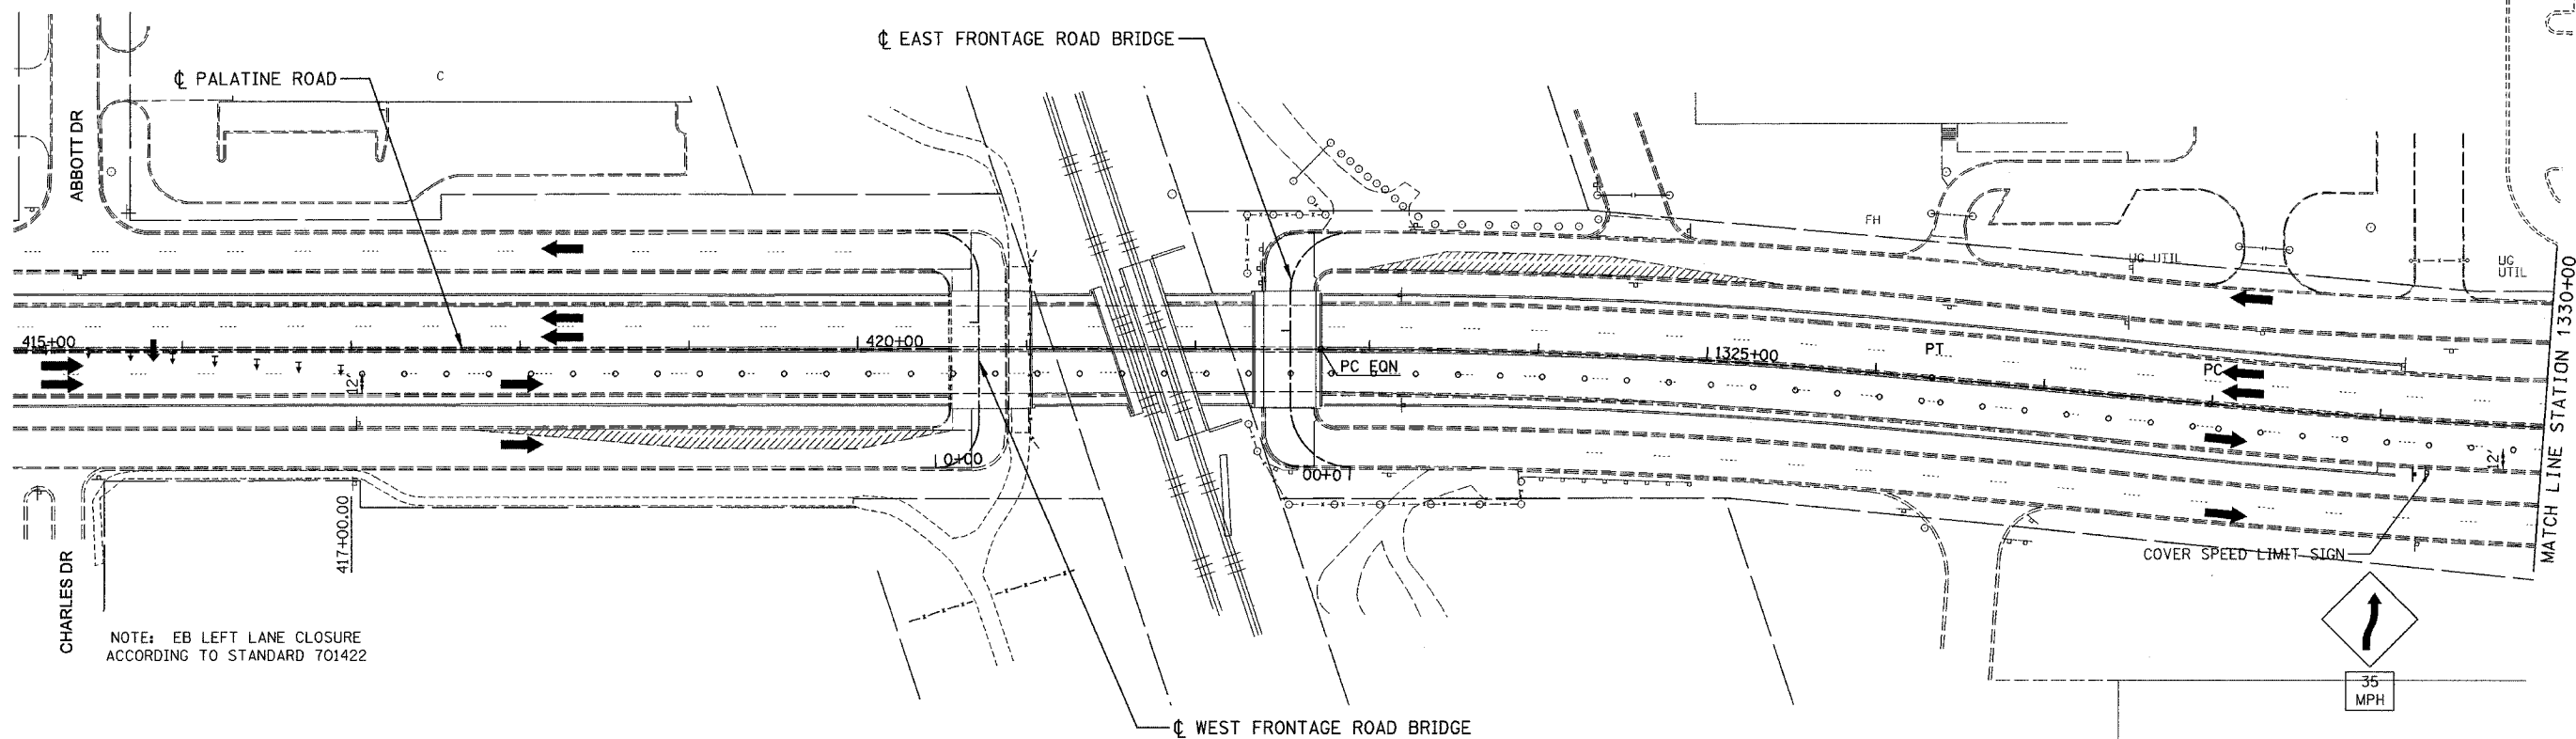 ℄ EAST FRONTAGE ROAD BRIDGE
℄ PALATINE ROAD
C
ABBOTT DR
FH
UG UTIL
UG
UTIL
415+00
420+00
PC EQN
1325+00
PT
PC
12'
12'
MATCH LINE STATION 1330+00
10+00
10+00
417+00.00
CHARLES DR
COVER SPEED LIMIT SIGN
NOTE: EB LEFT LANE CLOSURE
ACCORDING TO STANDARD 701422
35
MPH
℄ WEST FRONTAGE ROAD BRIDGE